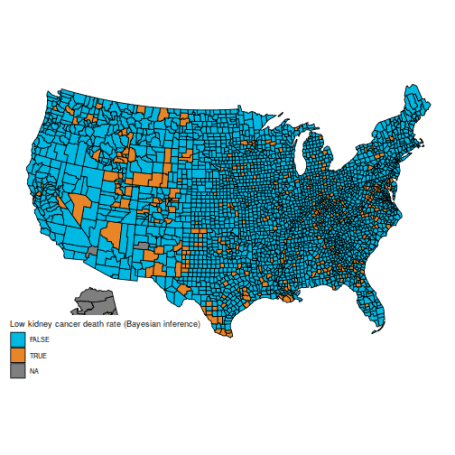 Low kidney cancer death rate (Bayesian inference)
FALSE
TRUE
NA